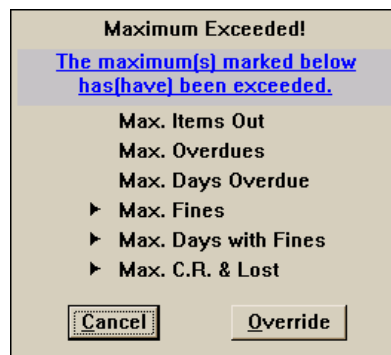 Maximum Exceeded!
The maximum(s) marked below
has(have) been exceeded.
Max. Items Out
Max. Overdues
Max. Days Overdue
Max. Fines
Max. Days with Fines
Max. C.R. & Lost
Cancel
Override